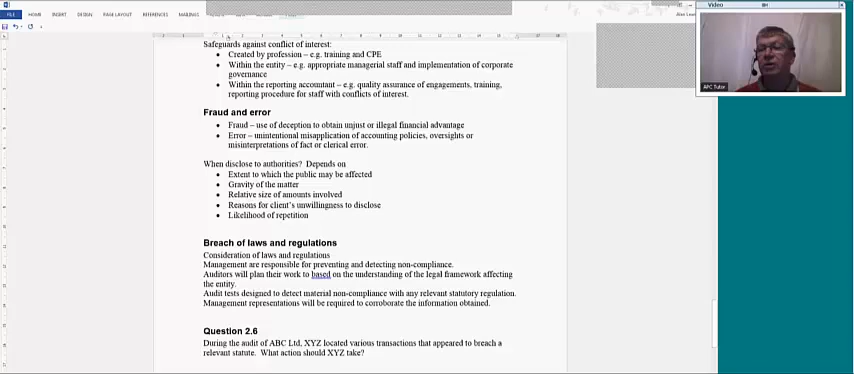 Video
FILE HOME INSERT DESIGN PAGE LAYOUT REFERENCES MAILINGS
Safeguards against conflict of interest:
• Created by profession – e.g. training and CPE
• Within the entity – e.g. appropriate managerial staff and implementation of corporate
governance
• Within the reporting accountant – e.g. quality assurance of engagements, training,
reporting procedure for staff with conflicts of interest.
APC Tutor
Fraud and error
• Fraud – use of deception to obtain unjust or illegal financial advantage
• Error – unintentional misapplication of accounting policies, oversights or
misinterpretations of fact or clerical error.
When disclose to authorities? Depends on
• Extent to which the public may be affected
• Gravity of the matter
• Relative size of amounts involved
• Reasons for client's unwillingness to disclose
• Likelihood of repetition
Breach of laws and regulations
Consideration of laws and regulations
Management are responsible for preventing and detecting non-compliance.
Auditors will plan their work to based on the understanding of the legal framework affecting
the entity.
Audit tests designed to detect material non-compliance with any relevant statutory regulation.
Management representations will be required to corroborate the information obtained.
Question 2.6
During the audit of ABC Ltd, XYZ located various transactions that appeared to breach a
relevant statute. What action should XYZ take?